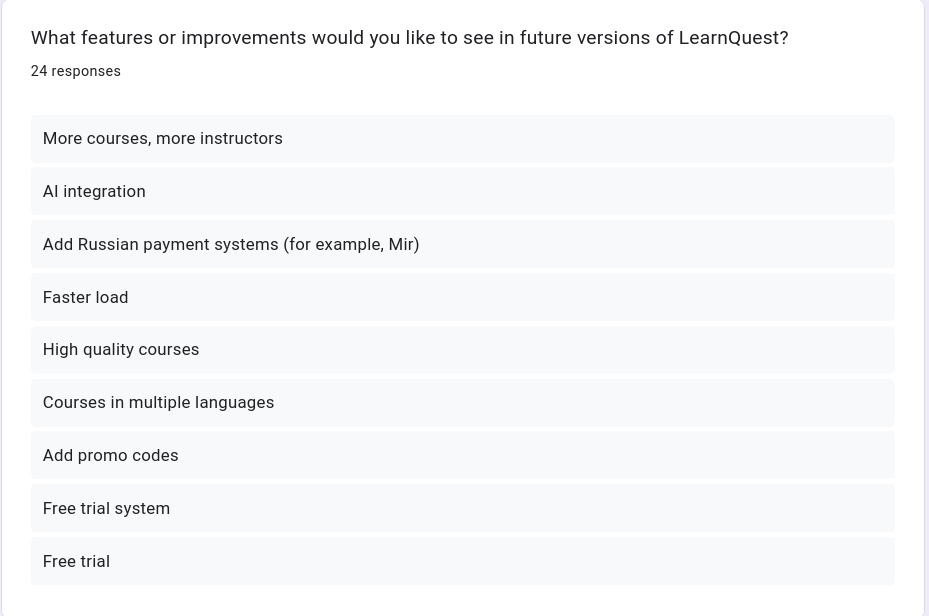 What features or improvements would you like to see in future versions of LearnQuest?
24 responses
More courses, more instructors
AI integration
Add Russian payment systems (for example, Mir)
Faster load
High quality courses
Courses in multiple languages
Add promo codes
Free trial system
Free trial